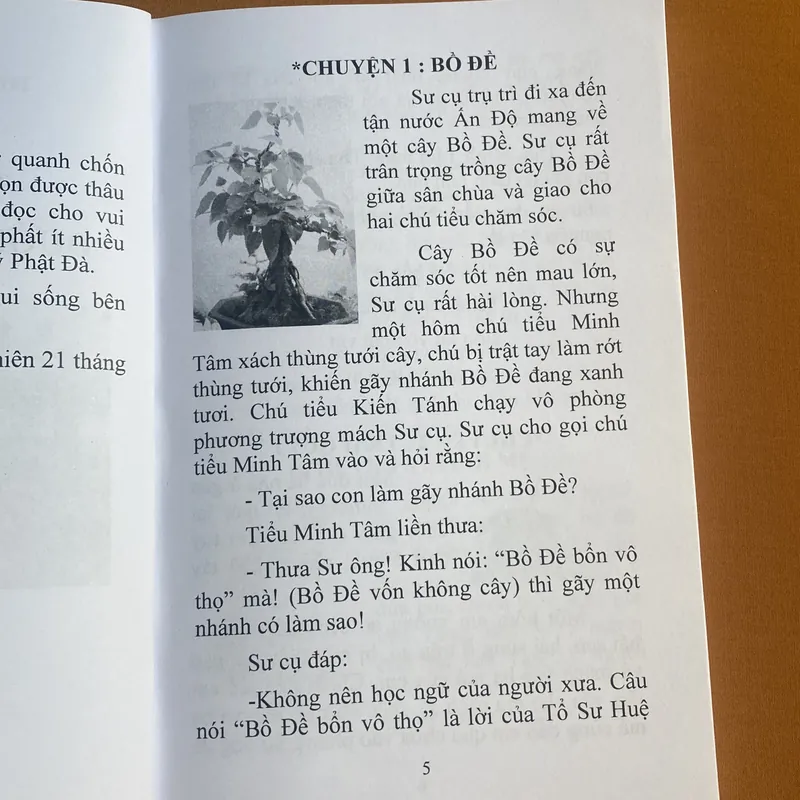 quanh chốn
ọn được thâu
đọc cho vui
phất ít nhiều
Phật Đà.
ui sống bên
hiên 21 tháng
*CHUYỆN 1 : BỒ ĐỀ
Sư cụ trụ trì đi xa đến
tận nước Ấn Độ mang về
một cây Bồ Đề. Sư cụ rất
trân trọng trồng cây Bồ Đề
giữa sân chùa và giao cho
hai chú tiểu chăm sóc.
Cây Bồ Đề có sự
chăm sóc tốt nên mau lớn,
Sư cụ rất hài lòng. Nhưng
một hôm chú tiểu Minh
Tâm xách thùng tưới cây, chú bị trật tay làm rớt
thùng tưới, khiến gãy nhánh Bồ Đề đang xanh
tươi. Chú tiểu Kiến Tánh chạy vô phòng
phương trượng mách Sư cụ. Sư cụ cho gọi chú
tiểu Minh Tâm vào và hỏi rằng:
- Tại sao con làm gãy nhánh Bồ Đề?
Tiểu Minh Tâm liền thưa:
- Thưa Sư ông! Kinh nói: “Bồ Đề bổn vô
thọ” mà! (Bồ Đề vốn không cây) thì gãy một
nhánh có làm sao!
Sư cụ đáp:
-Không nên học ngữ của người xưa. Câu
nói “Bồ Đề bổn vô thọ” là lời của Tổ Sư Huệ
5